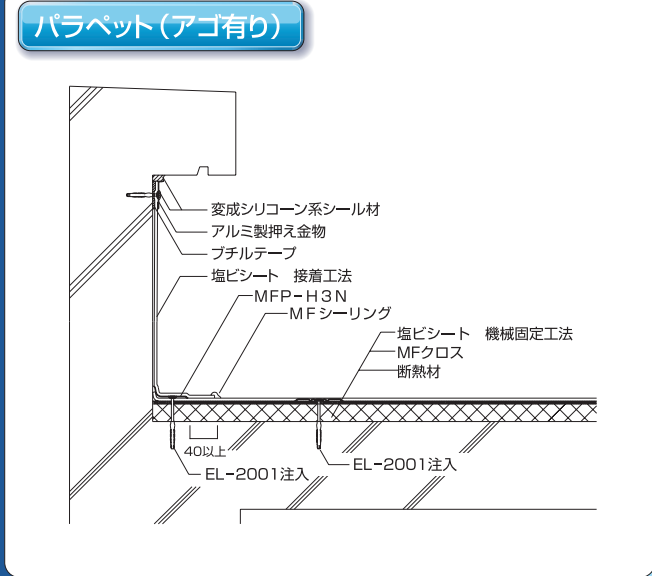 パラペット（アゴ有り）
変成シリコーン系シール材
アルミ製押え金物
ブチルテープ
塩ビシート　接着工法
MFP-H3N
MFシーリング
塩ビシート　機械固定工法
MFクロス
断熱材
40以上
EL-2001注入
EL-2001注入